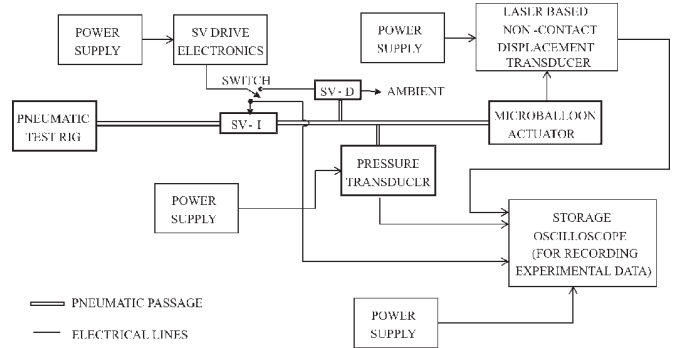 POWER
SUPPLY
SV DRIVE
ELECTRONICS
POWER
SUPPLY
LASER BASED
NON -CONTACT
DISPLACEMENT
TRANSDUCER
SWITCH
SV - D
AMBIENT
PNEUMATIC
TEST RIG
SV - I
MICROBALLOON
ACTUATOR
PRESSURE
TRANSDUCER
POWER
SUPPLY
STORAGE
OSCILLOSCOPE
(FOR RECORDING
EXPERIMENTAL DATA)
PNEUMATIC PASSAGE
ELECTRICAL LINES
POWER
SUPPLY